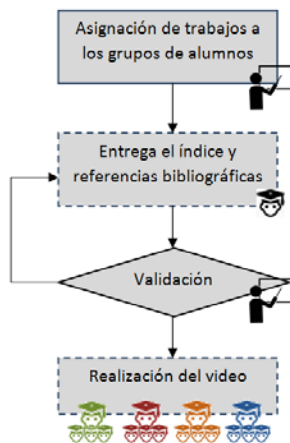 Asignación de trabajos a
los grupos de alumnos
Entrega el índice y
referencias bibliográficas
Validación
Realización del video